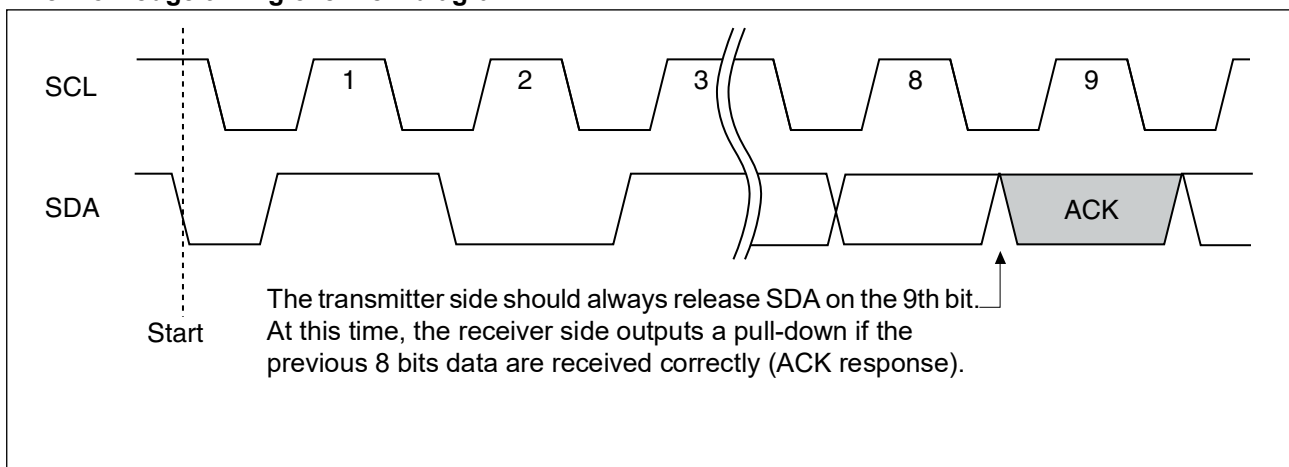 SCL
1 2 3 8 9
SDA
ACK
Start
The transmitter side should always release SDA on the 9th bit.
At this time, the receiver side outputs a pull-down if the
previous 8 bits data are received correctly (ACK response).